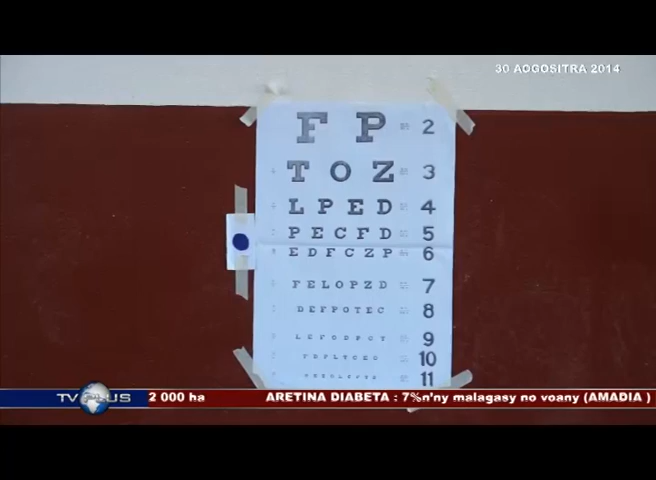 30 AOGOSITRA 2014
F P 2
T O Z 3
L P E D 4
P E C F D 5
E D F C Z P 6
F E L O P Z D 7
D E F P O T E C 8
9
10
11
TV PLUS 2 000 ha ARETINA DIABETA : 7%n'ny malagasy no voany (AMADIA )